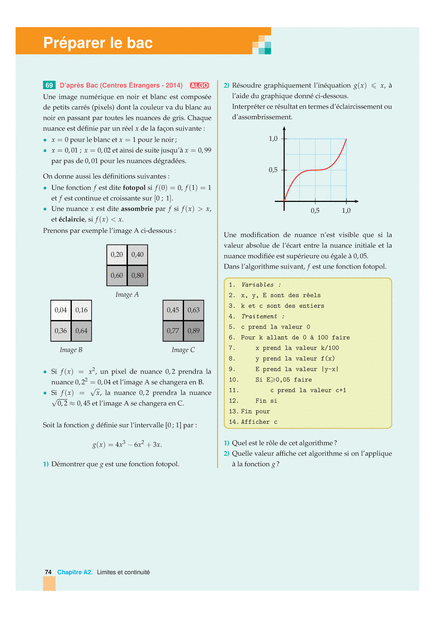 Préparer le bac
69 D'après Bac (Centres Étrangers - 2014) ALGO
Une image numérique en noir et blanc est composée
de petits carrés (pixels) dont la couleur va du blanc au
noir en passant par toutes les nuances de gris. Chaque
nuance est définie par un réel x de la façon suivante :
• x = 0 pour le blanc et x = 1 pour le noir ;
• x = 0, 01 ; x = 0, 02 et ainsi de suite jusqu'à x = 0, 99
par pas de 0, 01 pour les nuances dégradées.
On donne aussi les définitions suivantes :
• Une fonction f est dite fotopol si f(0) = 0, f(1) = 1
et f est continue et croissante sur [0 ; 1].
• Une nuance x est dite assombrie par f si f(x) > x,
et éclaircie, si f(x) < x.
Prenons par exemple l'image A ci-dessous :
0,20 0,40
0,60 0,80
Image A
0,04 0,16
0,36 0,64
Image B
0,45 0,63
0,77 0,89
Image C
• Si f(x) = x², un pixel de nuance 0, 2 prendra la
nuance 0, 2² = 0, 04 et l'image A se changera en B.
• Si f(x) = √x, la nuance 0, 2 prendra la nuance
√0, 2 ≈ 0, 45 et l'image A se changera en C.
Soit la fonction g définie sur l'intervalle [0 ; 1] par :
g(x) = 4x³ − 6x² + 3x.
1) Démontrer que g est une fonction fotopol.
2) Résoudre graphiquement l'inéquation g(x) ⩽ x, à
l'aide du graphique donné ci-dessous.
Interpréter ce résultat en termes d'éclaircissement ou
d'assombrissement.
1,0
0,5
0,5 1,0
Une modification de nuance n'est visible que si la
valeur absolue de l'écart entre la nuance initiale et la
nuance modifiée est supérieure ou égale à 0, 05.
Dans l'algorithme suivant, f est une fonction fotopol.
1. Variables :
2. x, y, E sont des réels
3. k et c sont des entiers
4. Traitement :
5. c prend la valeur 0
6. Pour k allant de 0 à 100 faire
7. x prend la valeur k/100
8. y prend la valeur f(x)
9. E prend la valeur |y-x|
10. Si E⩾0,05 faire
11. c prend la valeur c+1
12. Fin si
13. Fin pour
14. Afficher c
1) Quel est le rôle de cet algorithme ?
2) Quelle valeur affiche cet algorithme si on l'applique
à la fonction g ?
74 Chapitre A2. Limites et continuité